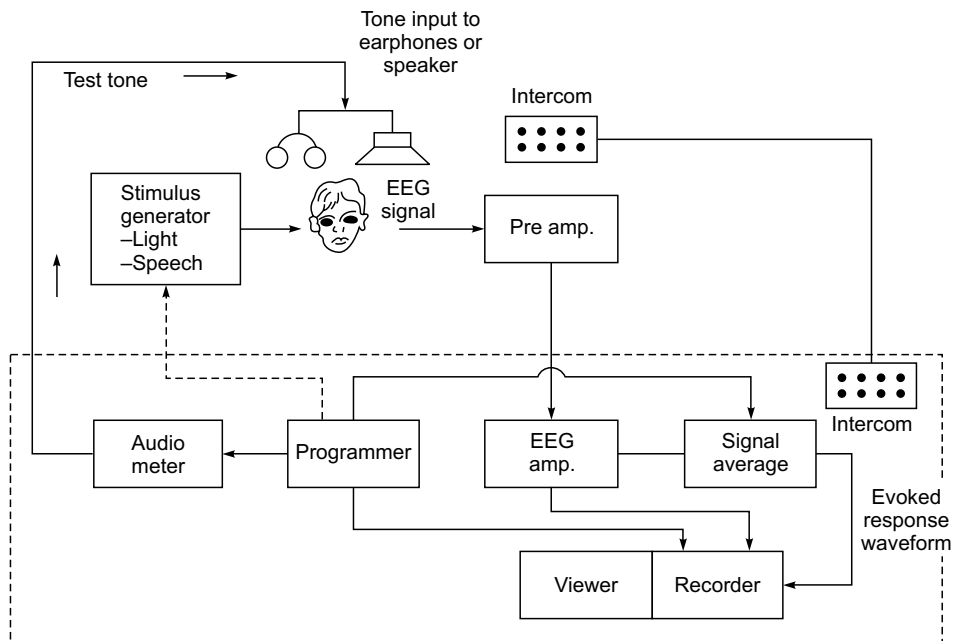 Tone input to
earphones or
speaker
Test tone
Intercom
Stimulus
generator
–Light
–Speech
EEG
signal
Pre amp.
Intercom
Audio
meter
Programmer
EEG
amp.
Signal
average
Evoked
response
waveform
Viewer
Recorder